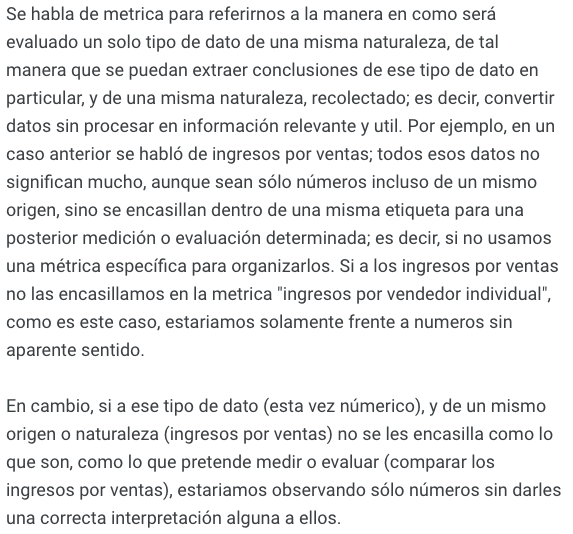 Se habla de metrica para referirnos a la manera en como será
evaluado un solo tipo de dato de una misma naturaleza, de tal
manera que se puedan extraer conclusiones de ese tipo de dato en
particular, y de una misma naturaleza, recolectado; es decir, convertir
datos sin procesar en información relevante y util. Por ejemplo, en un
caso anterior se habló de ingresos por ventas; todos esos datos no
significan mucho, aunque sean sólo números incluso de un mismo
origen, sino se encasillan dentro de una misma etiqueta para una
posterior medición o evaluación determinada; es decir, si no usamos
una métrica específica para organizarlos. Si a los ingresos por ventas
no las encasillamos en la metrica "ingresos por vendedor individual",
como es este caso, estariamos solamente frente a numeros sin
aparente sentido.
En cambio, si a ese tipo de dato (esta vez númerico), y de un mismo
origen o naturaleza (ingresos por ventas) no se les encasilla como lo
que son, como lo que pretende medir o evaluar (comparar los
ingresos por ventas), estariamos observando sólo números sin darles
una correcta interpretación alguna a ellos.